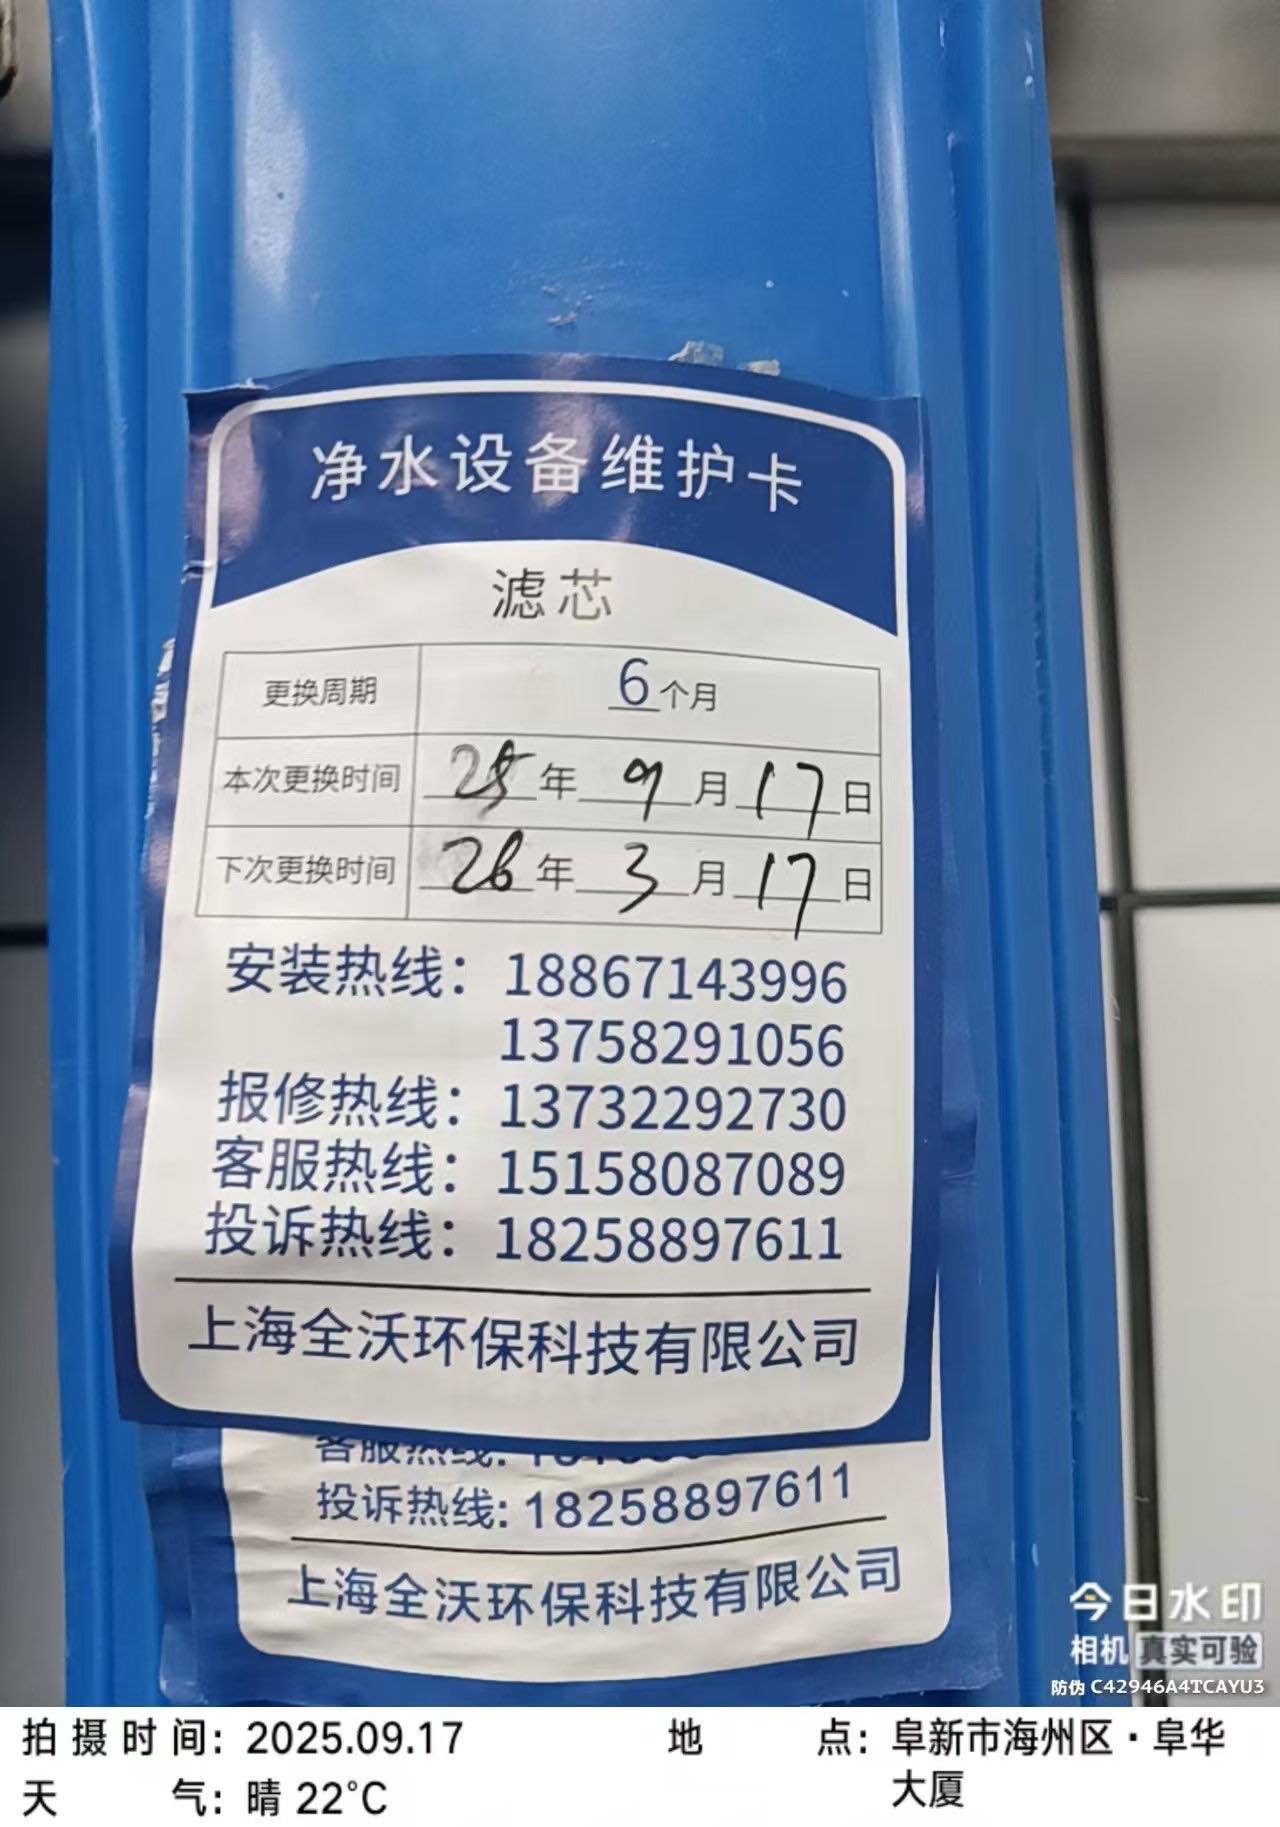 净水设备维护卡
滤芯
更换周期 6个月
本次更换时间 25年9月17日
下次更换时间 26年3月17日
安装热线：18867143996
13758291056
报修热线：13732292730
客服热线：15158087089
投诉热线：18258897611
上海全沃环保科技有限公司
客服热线:
投诉热线:18258897611
上海全沃环保科技有限公司
今日水印
相机 真实可验
防伪 C42946A4TCAYU3
拍摄时间：2025.09.17 地点：阜新市海州区·阜华
大厦
天气：晴 22°C